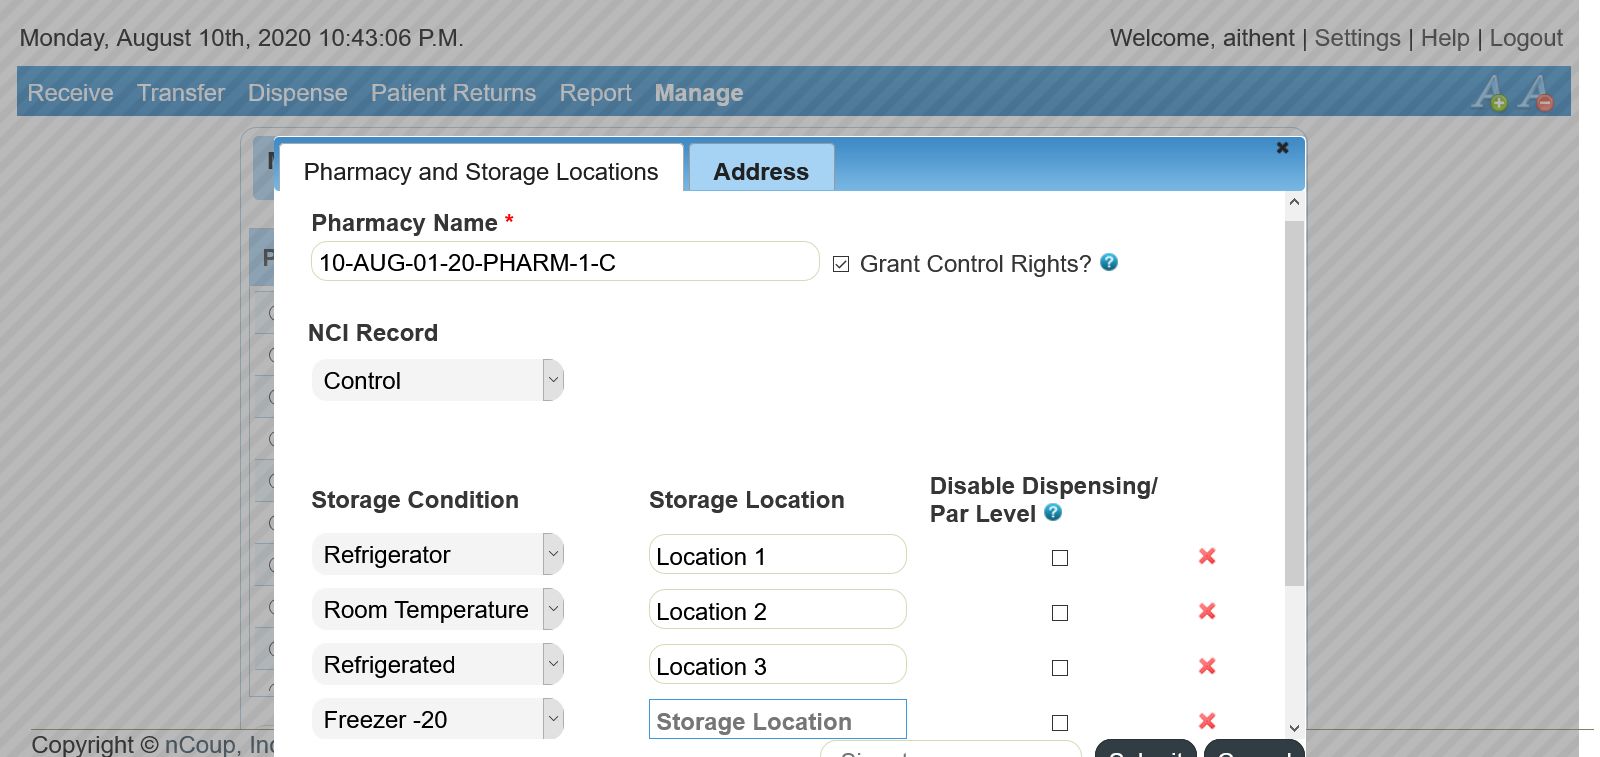 Monday, August 10th, 2020 10:43:06 P.M.
Welcome, aithent | Settings | Help | Logout
Receive Transfer Dispense Patient Returns Report Manage
Pharmacy and Storage Locations Address
Pharmacy Name *
10-AUG-01-20-PHARM-1-C
Grant Control Rights?
NCI Record
Control
Storage Condition Storage Location Disable Dispensing/
Par Level
Refrigerator Location 1
Room Temperature Location 2
Refrigerated Location 3
Freezer -20 Storage Location
Copyright © nCoup, Inc
Submit Cancel